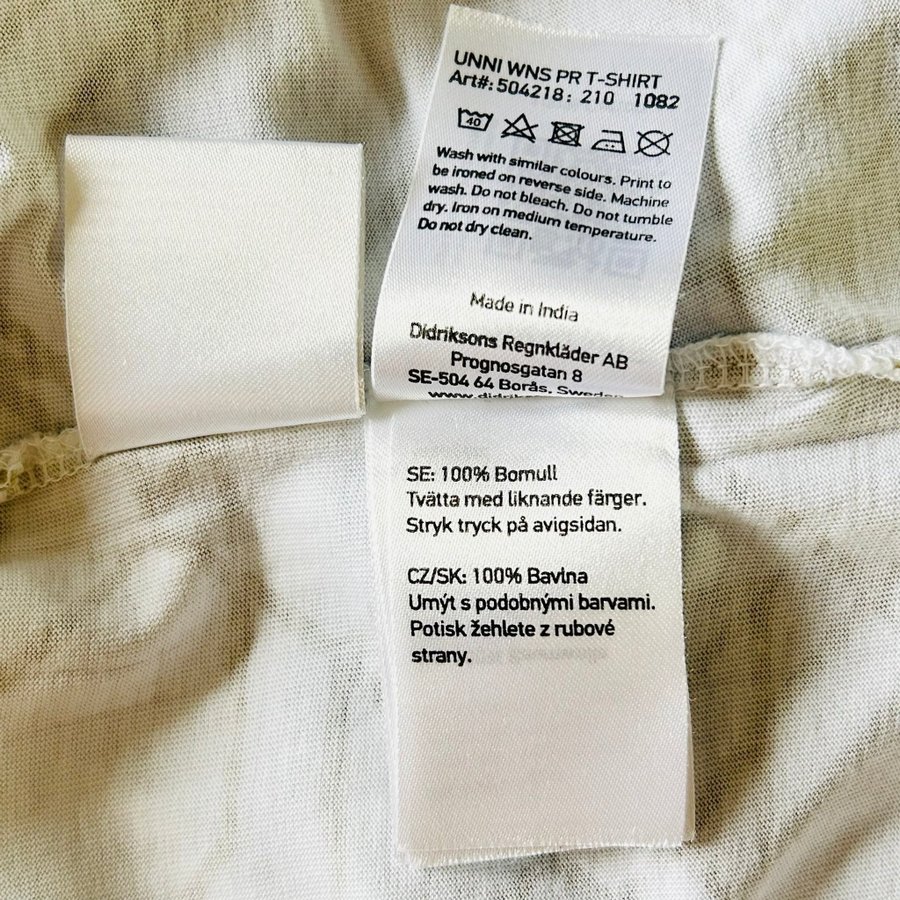 UNNI WNS PR T-SHIRT
Art#: 504218: 210 1082
40
Wash with similar colours. Print to
be ironed on reverse side. Machine
wash. Do not bleach. Do not tumble
dry. Iron on medium temperature.
Do not dry clean.
Made in India
Didriksons Regnkläder AB
Prognosgatan 8
SE-504 64 Borås, Sweden
SE: 100% Bomull
Tvätta med liknande färger.
Stryk tryck på avigsidan.
CZ/SK: 100% Bavlna
Umýt s podobnými barvami.
Potisk žehlete z rubové
strany.